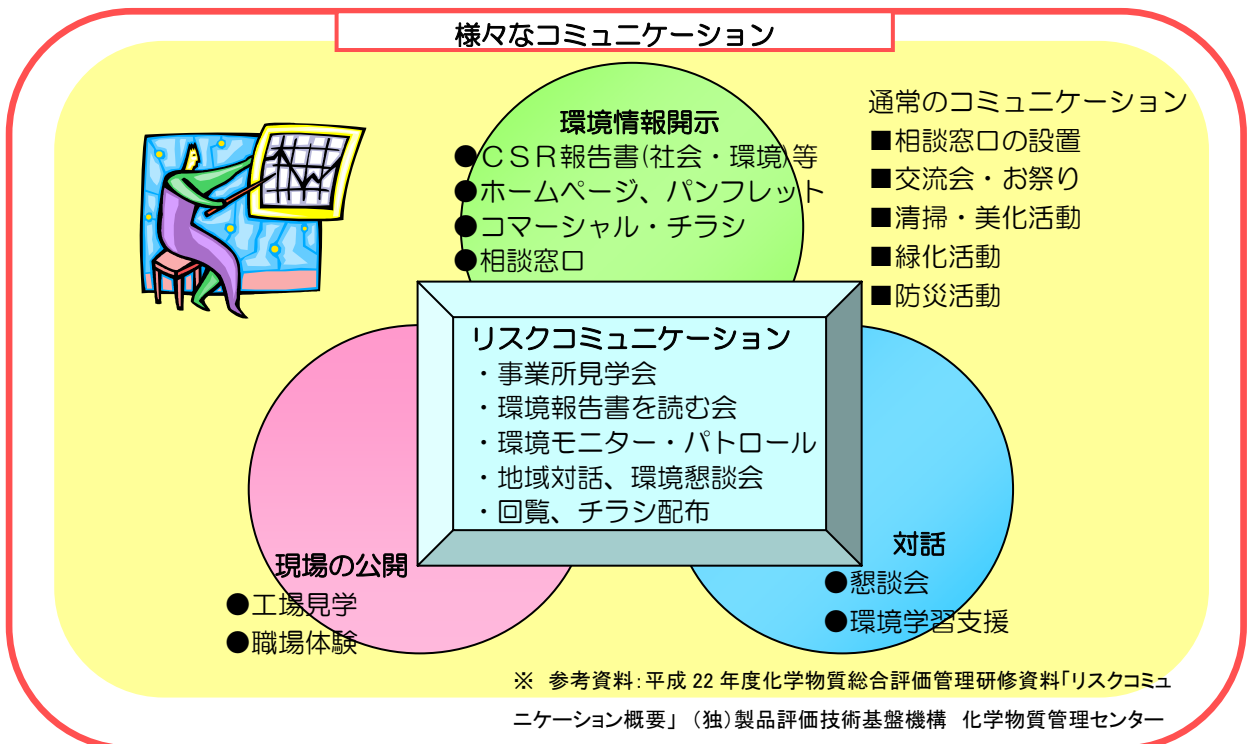 様々なコミュニケーション
環境情報開示
●CSR報告書(社会・環境)等
●ホームページ、パンフレット
●コマーシャル・チラシ
●相談窓口
通常のコミュニケーション
■相談窓口の設置
■交流会・お祭り
■清掃・美化活動
■緑化活動
■防災活動
リスクコミュニケーション
・事業所見学会
・環境報告書を読む会
・環境モニター・パトロール
・地域対話、環境懇談会
・回覧、チラシ配布
現場の公開
●工場見学
●職場体験
対話
●懇談会
●環境学習支援
※ 参考資料:平成 22 年度化学物質総合評価管理研修資料「リスクコミュ
ニケーション概要」 (独)製品評価技術基盤機構 化学物質管理センター